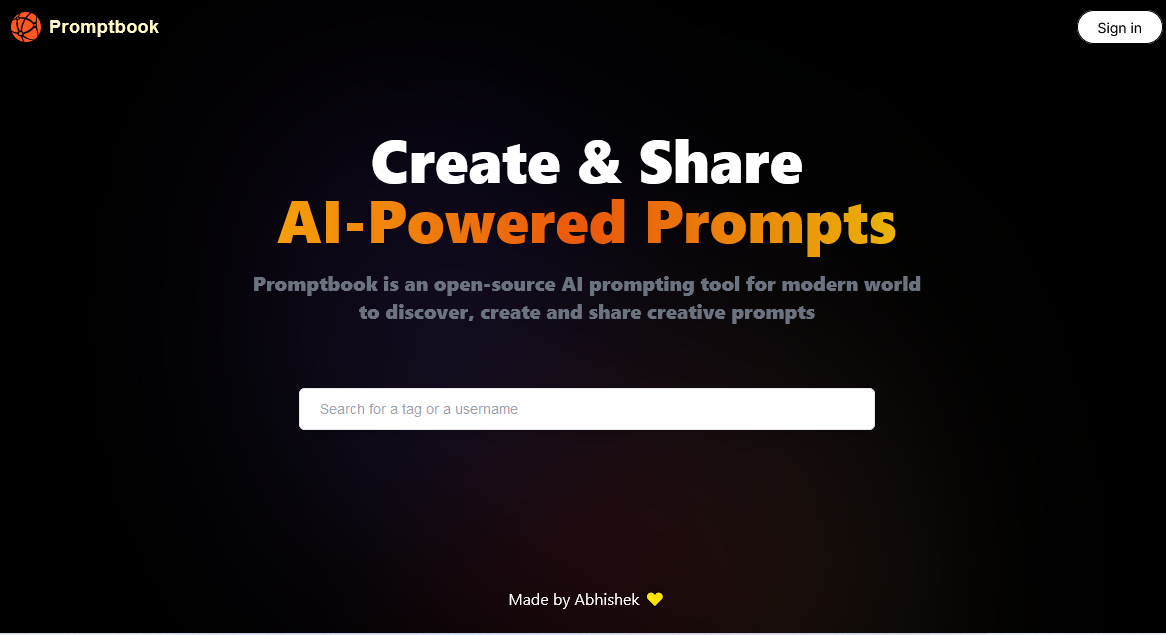 Promptbook
Sign in
Create & Share
AI-Powered Prompts
Promptbook is an open-source AI prompting tool for modern world
to discover, create and share creative prompts
Search for a tag or a username
Made by Abhishek 💛